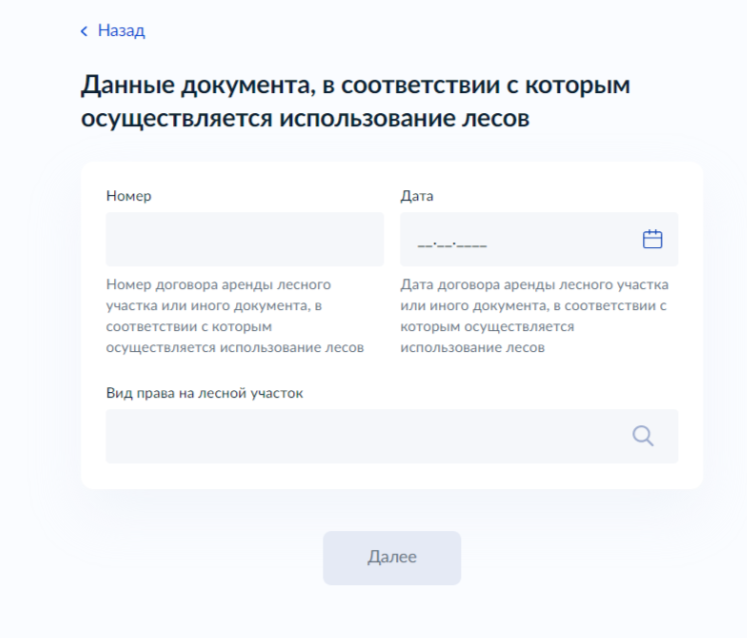 Назад
Данные документа, в соответствии с которым
осуществляется использование лесов
Номер
Дата
__.__.____
Номер договора аренды лесного
участка или иного документа, в
соответствии с которым
осуществляется использование лесов
Дата договора аренды лесного участка
или иного документа, в соответствии с
которым осуществляется
использование лесов
Вид права на лесной участок
Далее